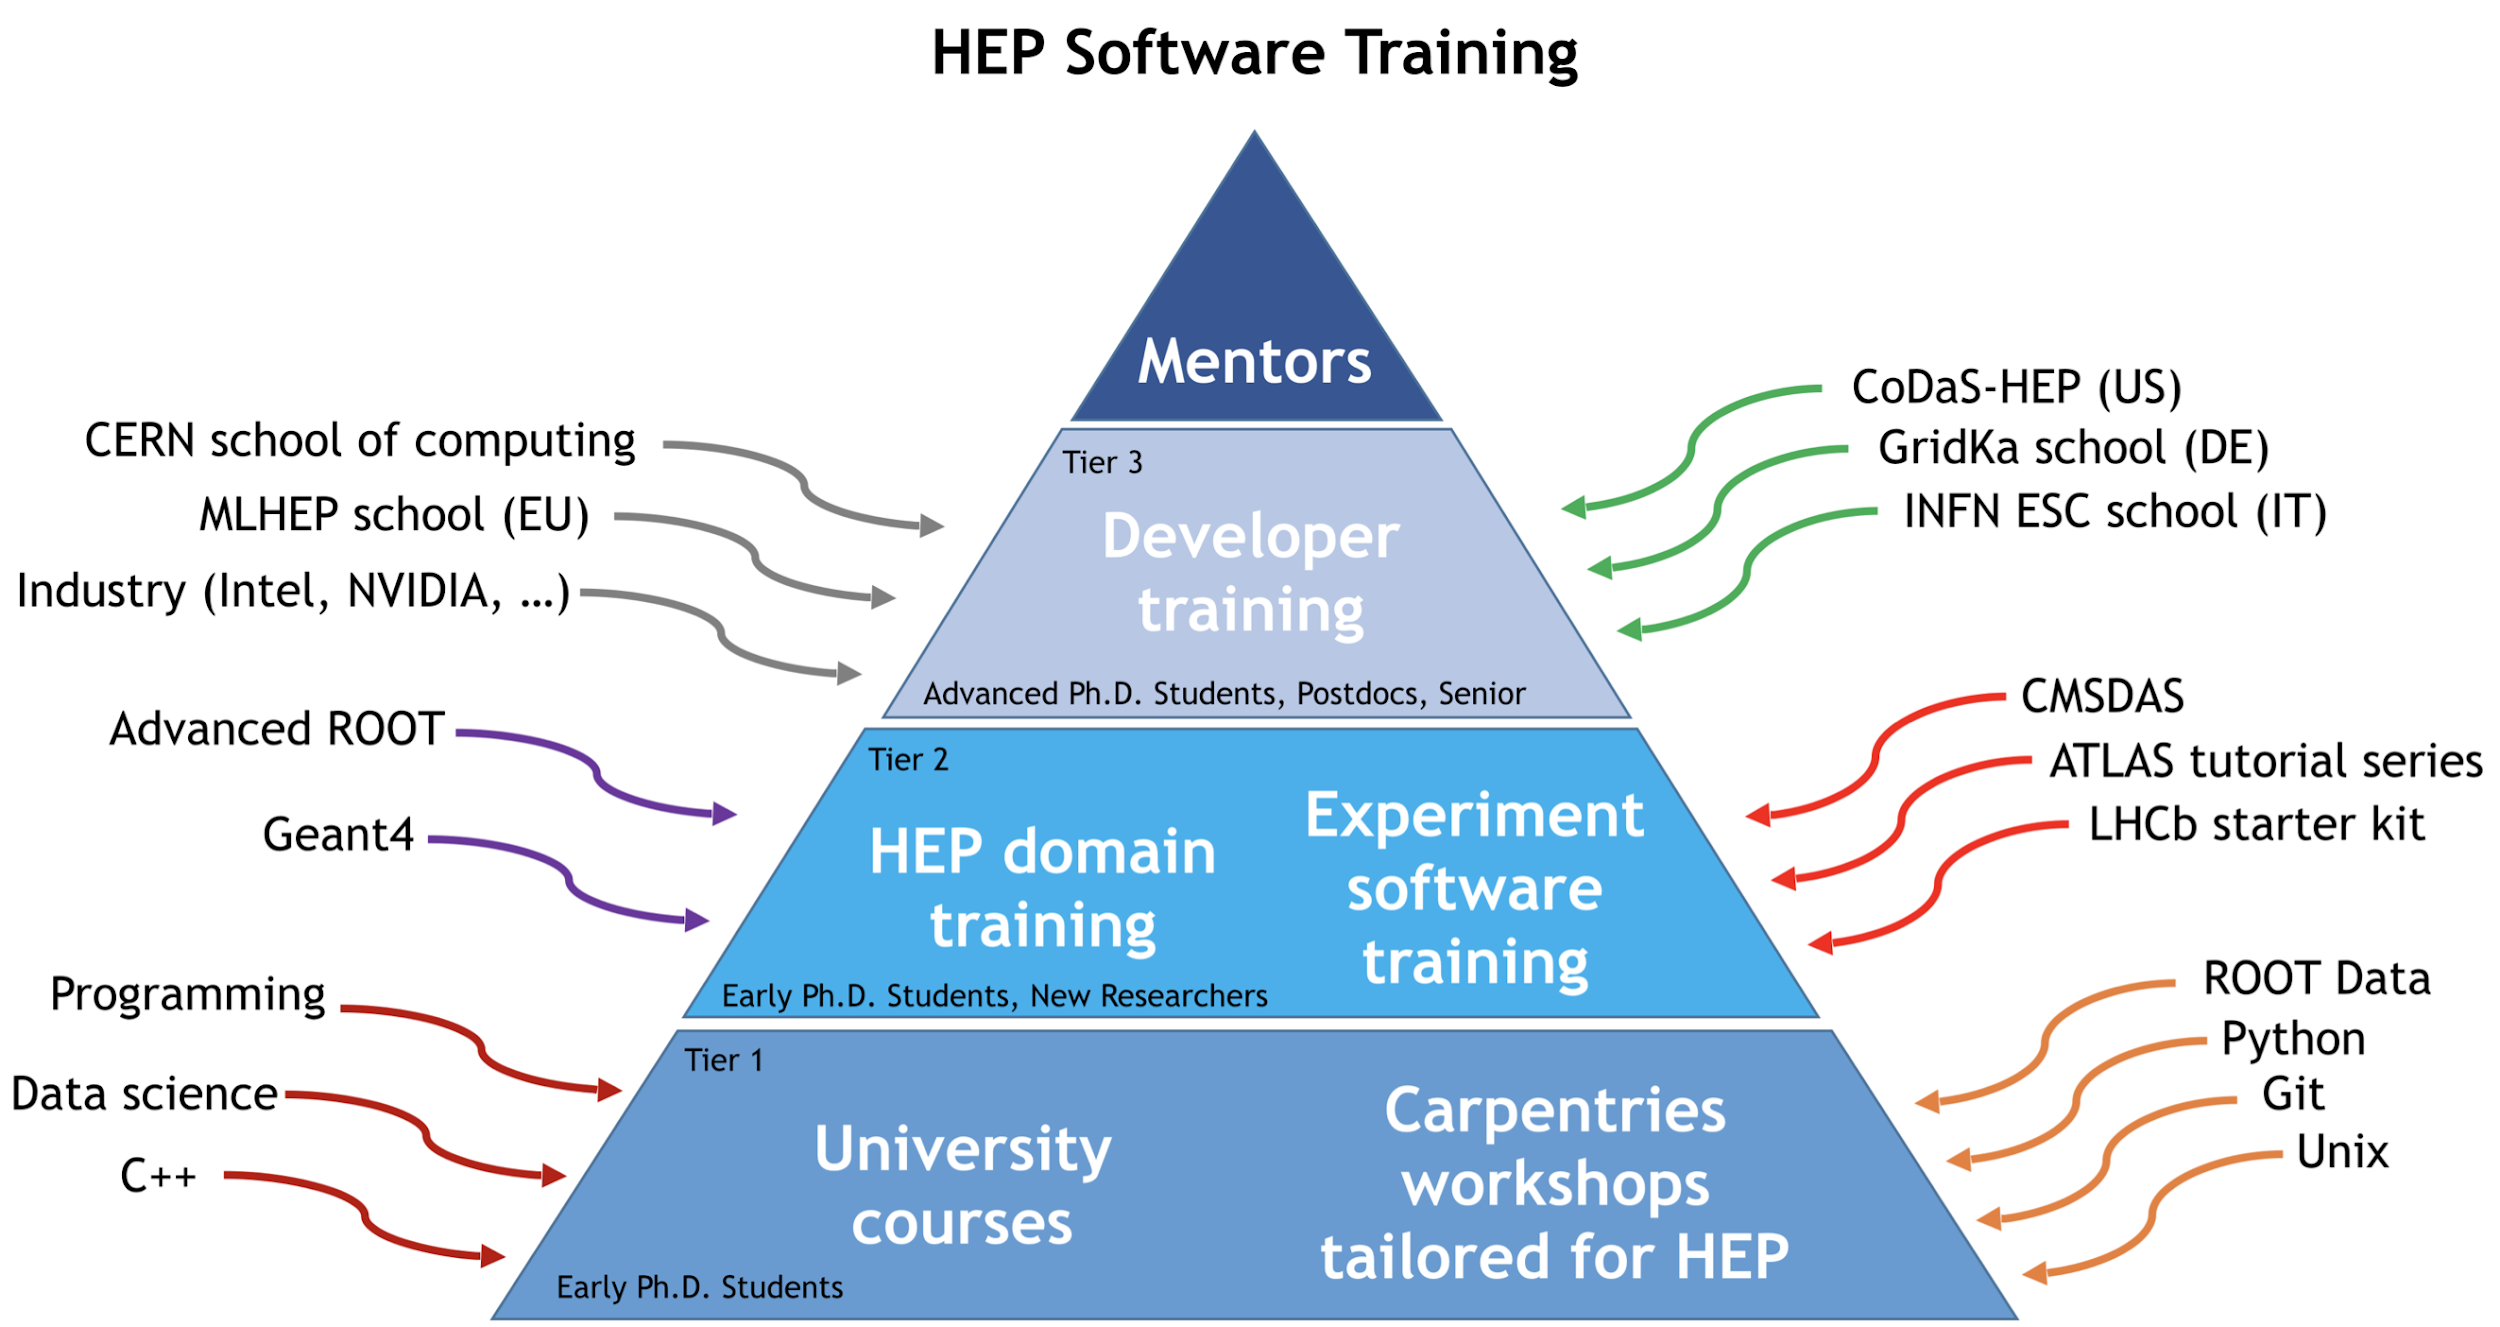 HEP Software Training
Mentors
CERN school of computing
MLHEP school (EU)
Industry (Intel, NVIDIA, ...)
CoDaS-HEP (US)
GridKa school (DE)
INFN ESC school (IT)
Tier 3
Developer
training
Advanced Ph.D. Students, Postdocs, Senior
Advanced ROOT
Geant4
Tier 2
HEP domain
training
Experiment
software
training
Early Ph.D. Students, New Researchers
CMSDAS
ATLAS tutorial series
LHCb starter kit
Programming
Data science
C++
Tier 1
University
courses
Carpentries
workshops
tailored for HEP
Early Ph.D. Students
ROOT Data
Python
Git
Unix